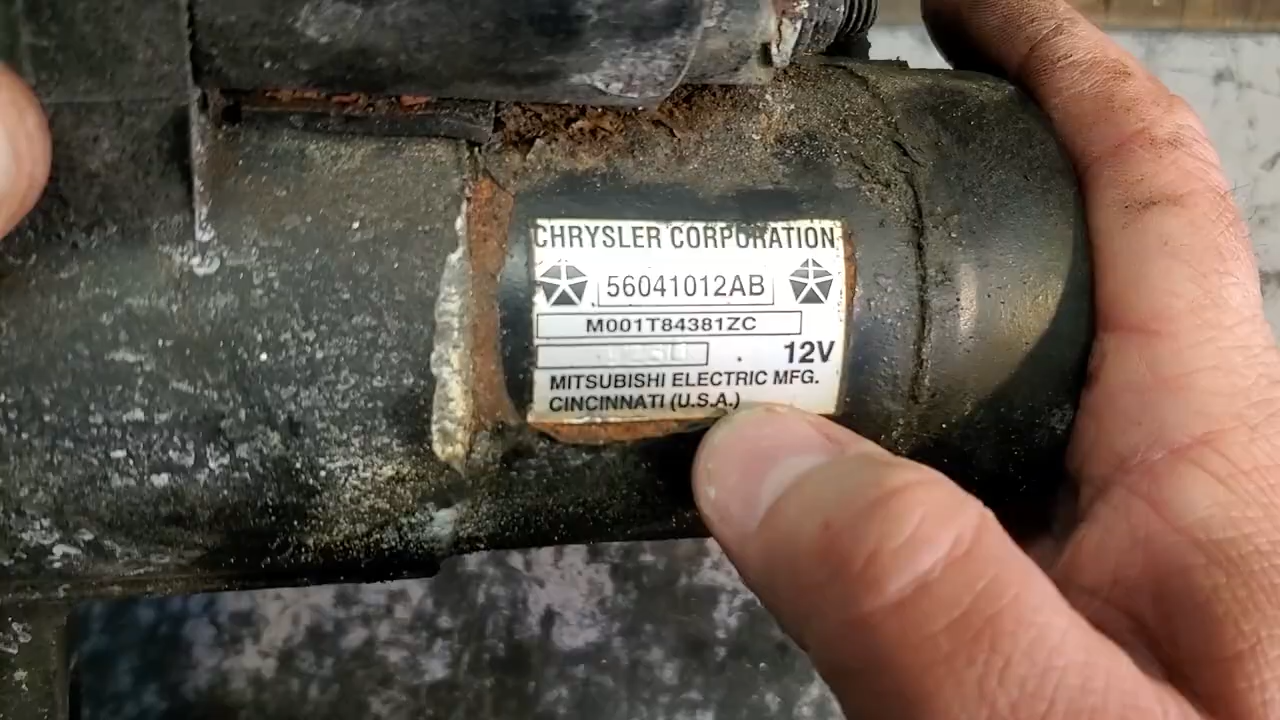 CHRYSLER CORPORATION
56041012AB
M001T84381ZC
12V
MITSUBISHI ELECTRIC MFG.
CINCINNATI (U.S.A.)